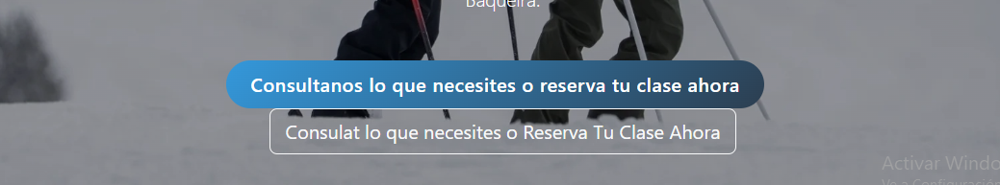 Baqueira.
Consultanos lo que necesites o reserva tu clase ahora
Consulat lo que necesites o Reserva Tu Clase Ahora
Activar Windo